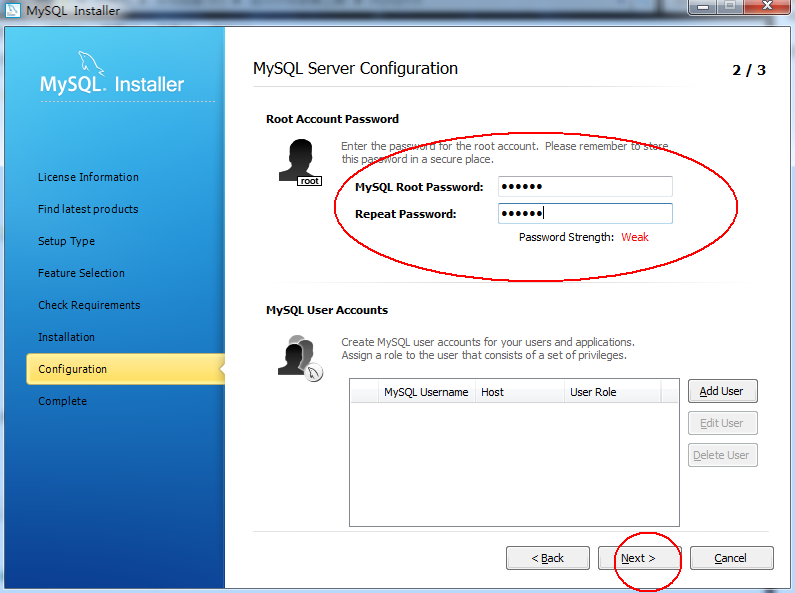 MySQL Installer
MySQL Installer
MySQL Server Configuration
2 / 3
License Information
Find latest products
Setup Type
Feature Selection
Check Requirements
Installation
Configuration
Complete
Root Account Password
root
Enter the password for the root account. Please remember to store
this password in a secure place.
MySQL Root Password: ●●●●●●
Repeat Password: ●●●●●●
Password Strength: Weak
MySQL User Accounts
Create MySQL user accounts for your users and applications.
Assign a role to the user that consists of a set of privileges.
MySQL Username Host User Role
Add User
Edit User
Delete User
< Back Next > Cancel